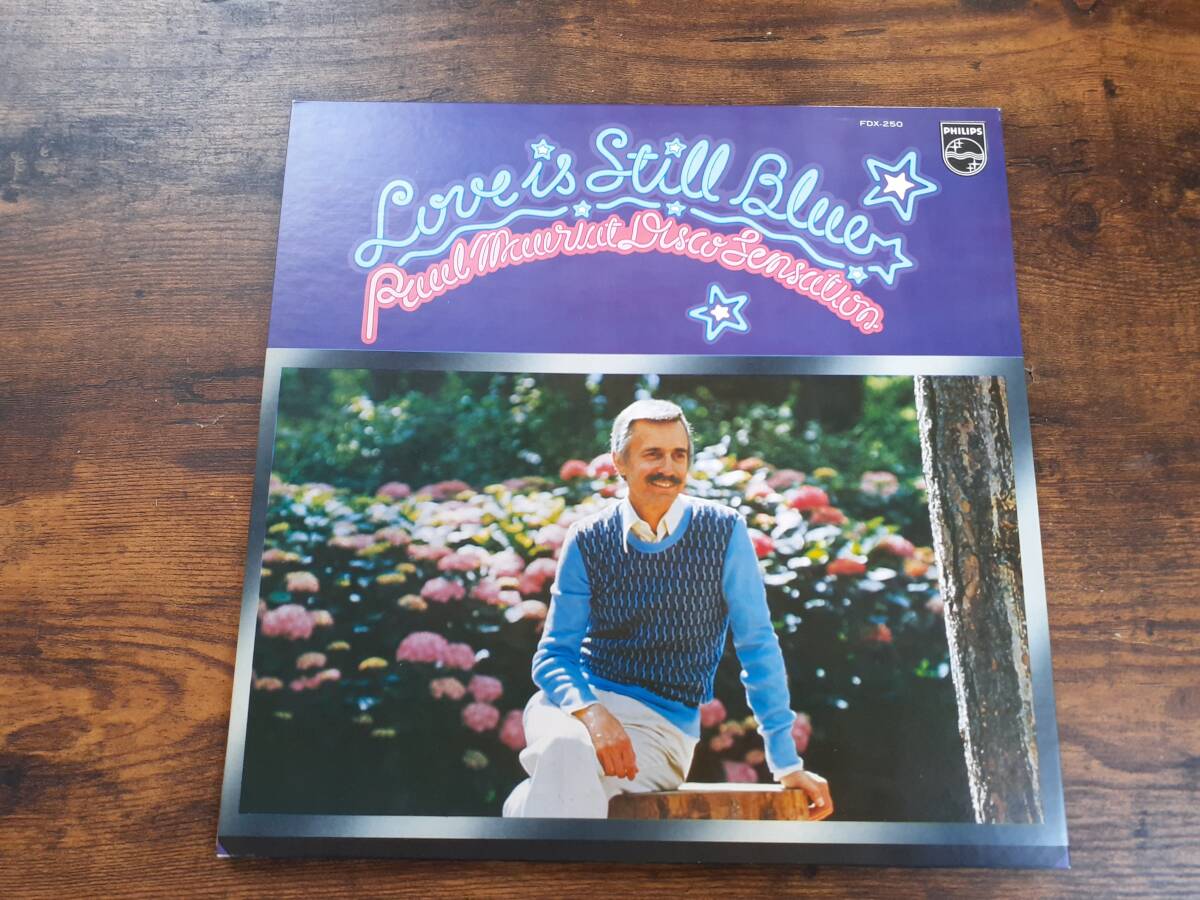 FDX-250
PHILIPS
Love is Still Blue
Paul Mauriat Disco Sensation